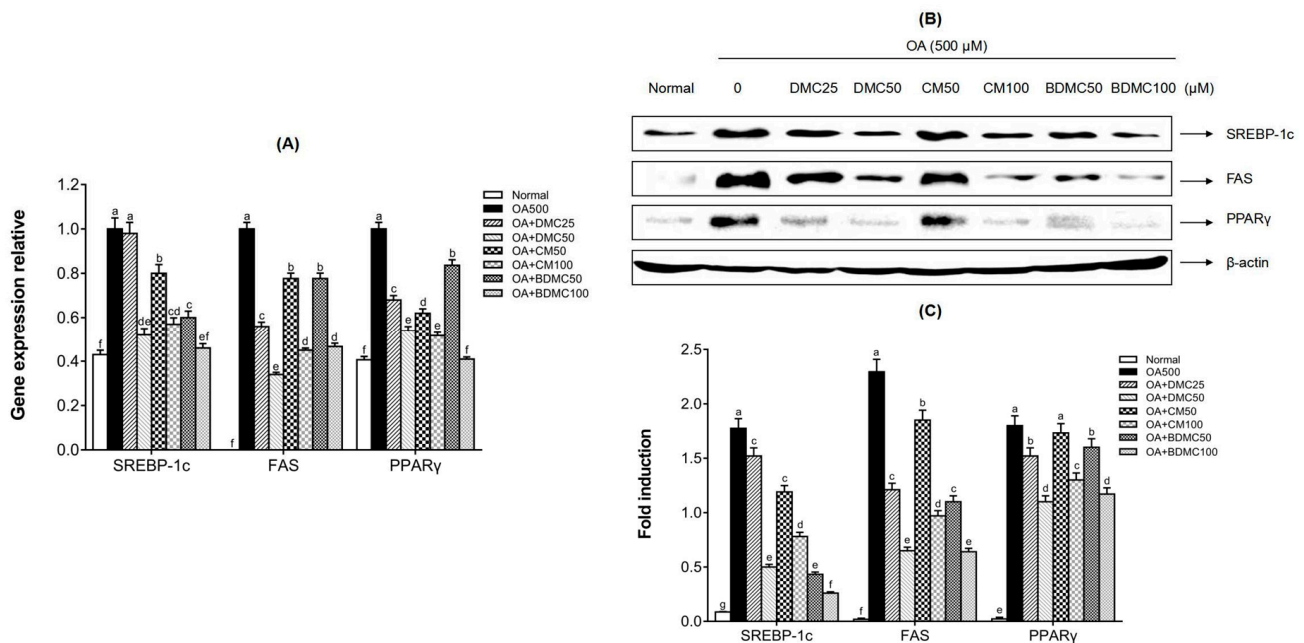 (A)
Gene expression relative
1.2
1.0
0.8
0.6
0.4
0.2
0.0
f a a de b cd c ef
f a c e b d b d
f a c e d e b f
SREBP-1c FAS PPARγ
Normal
OA500
OA+DMC25
OA+DMC50
OA+CM50
OA+CM100
OA+BDMC50
OA+BDMC100
(B)
OA (500 μM)
Normal 0 DMC25 DMC50 CM50 CM100 BDMC50 BDMC100 (μM)
SREBP-1c
FAS
PPARγ
β-actin
(C)
Fold induction
2.5
2.0
1.5
1.0
0.5
0.0
g a c e c d e f
f a c e b d c e
e a c d a c b d
SREBP-1c FAS PPARγ
Normal
OA500
OA+DMC25
OA+DMC50
OA+CM50
OA+CM100
OA+BDMC50
OA+BDMC100